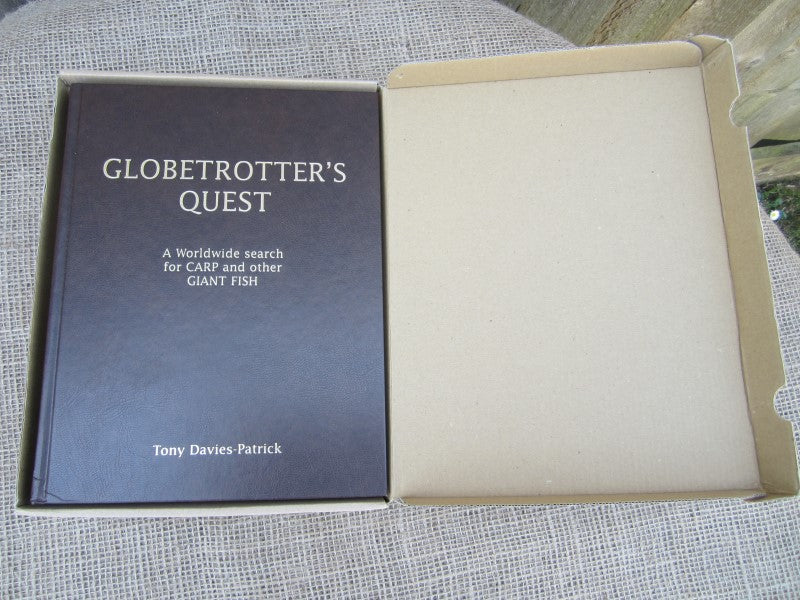 GLOBETROTTER'S
QUEST
A Worldwide search
for CARP and other
GIANT FISH
Tony Davies-Patrick